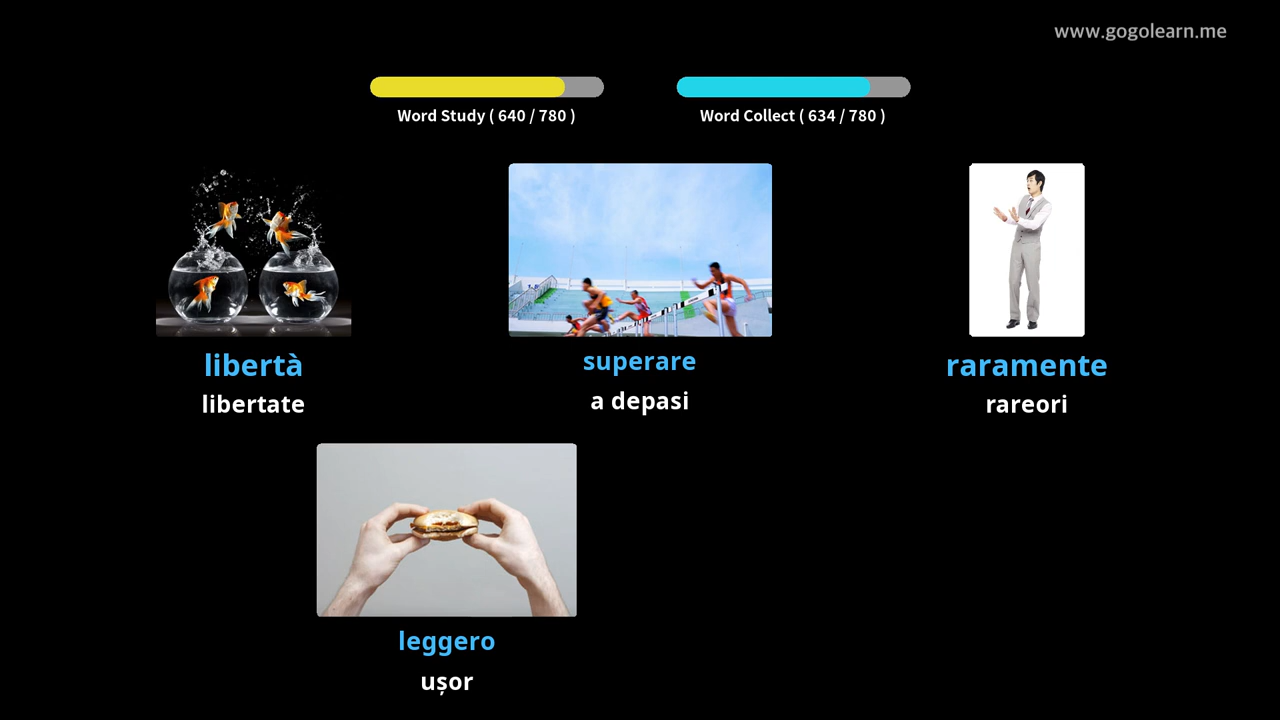 www.gogolearn.me
Word Study ( 640 / 780 )
Word Collect ( 634 / 780 )
libertà
libertate
superare
a depasi
raramente
rareori
leggero
ușor